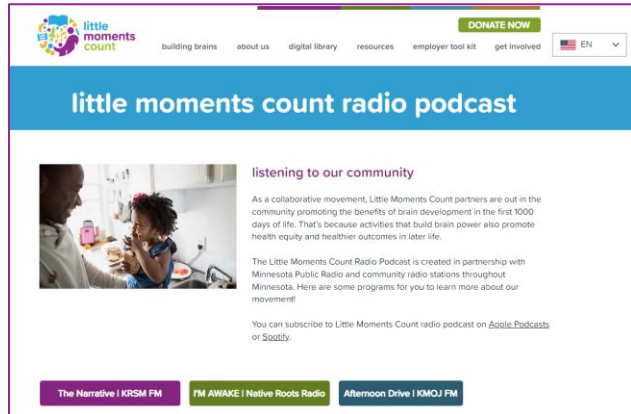 little
moments
count
DONATE NOW
building brains about us digital library resources employer tool kit get involved
EN
little moments count radio podcast
listening to our community
As a collaborative movement, Little Moments Count partners are out in the
community promoting the benefits of brain development in the first 1000
days of life. That's because activities that build brain power also promote
health equity and healthier outcomes in later life.
The Little Moments Count Radio Podcast is created in partnership with
Minnesota Public Radio and community radio stations throughout
Minnesota. Here are some programs for you to learn more about our
movement!
You can subscribe to Little Moments Count radio podcast on Apple Podcasts
or Spotify.
The Narrative | KRSM FM
I'M AWAKE | Native Roots Radio
Afternoon Drive | KMOJ FM